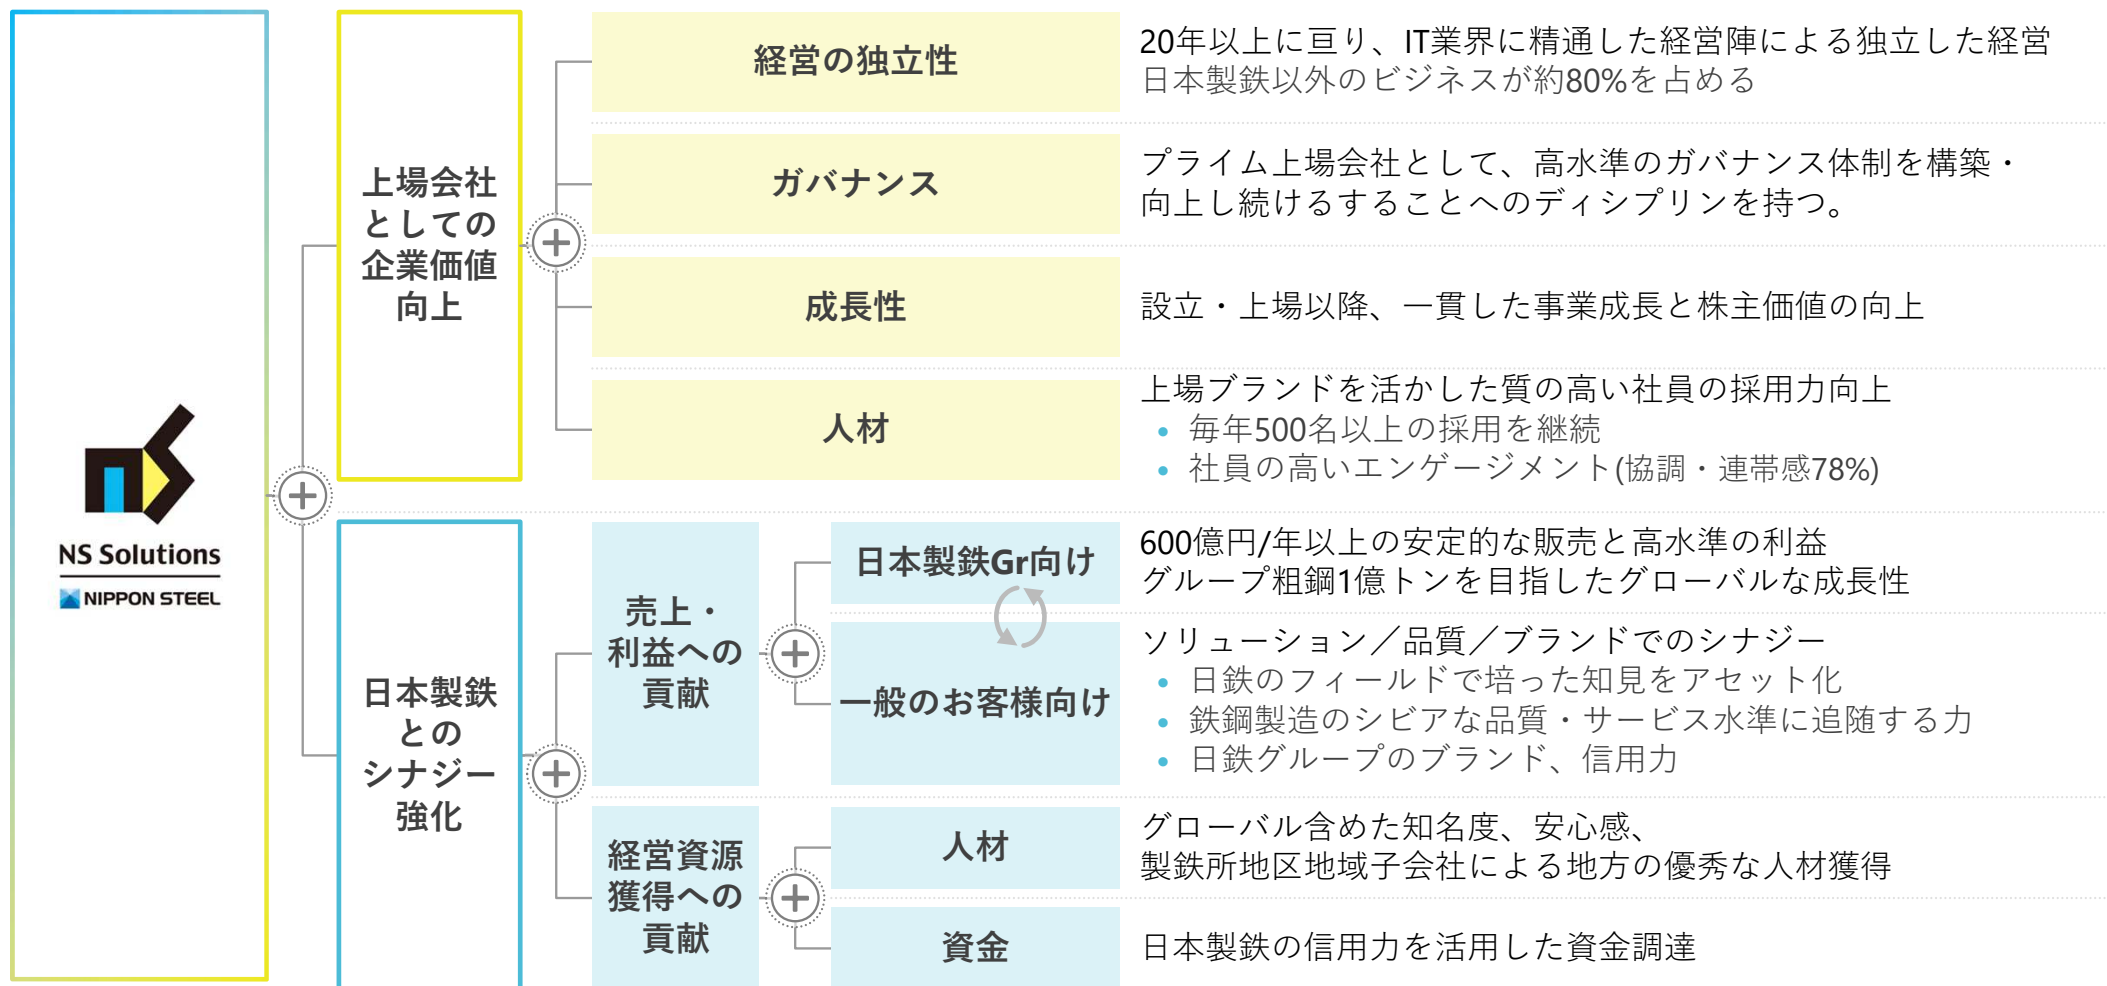 NS Solutions
NIPPON STEEL
上場会社
としての
企業価値
向上
経営の独立性
20年以上に亘り、IT業界に精通した経営陣による独立した経営
日本製鉄以外のビジネスが約80%を占める
ガバナンス
プライム上場会社として、高水準のガバナンス体制を構築・
向上し続けるすることへのディシプリンを持つ。
成長性
設立・上場以降、一貫した事業成長と株主価値の向上
人材
上場ブランドを活かした質の高い社員の採用力向上
• 毎年500名以上の採用を継続
• 社員の高いエンゲージメント(協調・連帯感78%)
日本製鉄
との
シナジー
強化
売上・
利益への
貢献
日本製鉄Gr向け
600億円/年以上の安定的な販売と高水準の利益
グループ粗鋼1億トンを目指したグローバルな成長性
一般のお客様向け
ソリューション／品質／ブランドでのシナジー
• 日鉄のフィールドで培った知見をアセット化
• 鉄鋼製造のシビアな品質・サービス水準に追随する力
• 日鉄グループのブランド、信用力
経営資源
獲得への
貢献
人材
グローバル含めた知名度、安心感、
製鉄所地区地域子会社による地方の優秀な人材獲得
資金
日本製鉄の信用力を活用した資金調達